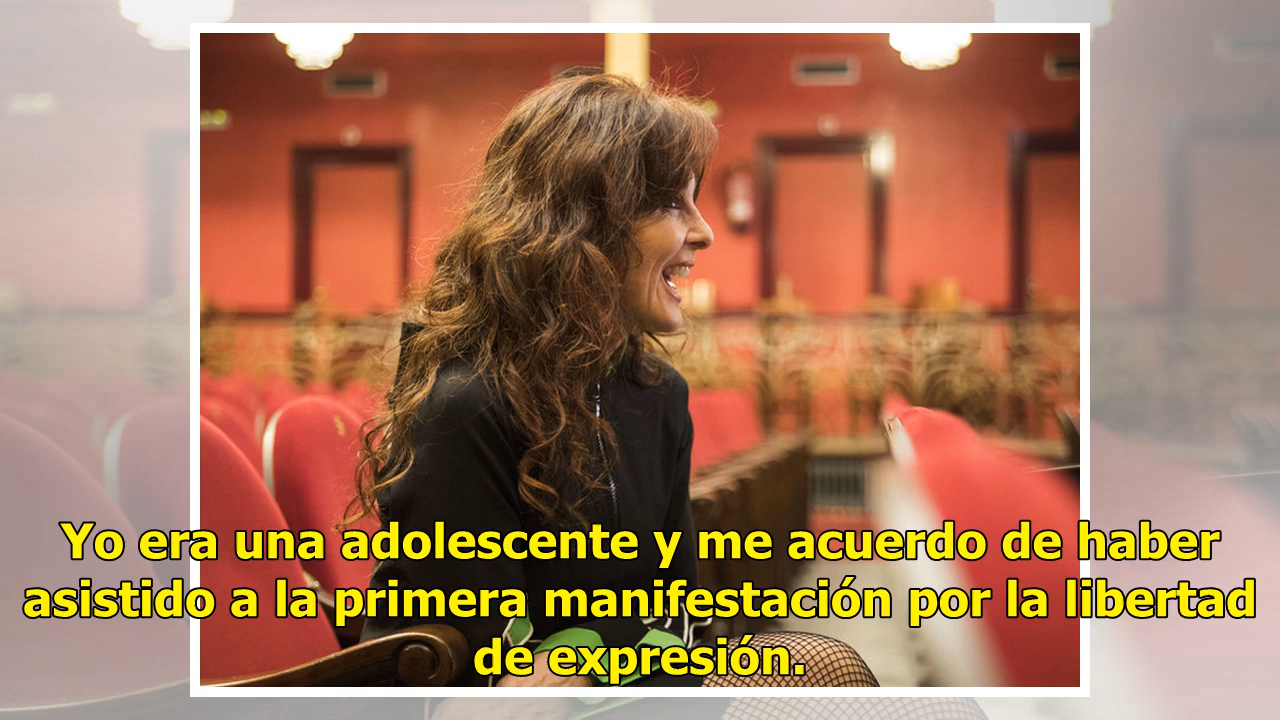 Yo era una adolescente y me acuerdo de haber
asistido a la primera manifestación por la libertad
de expresión.